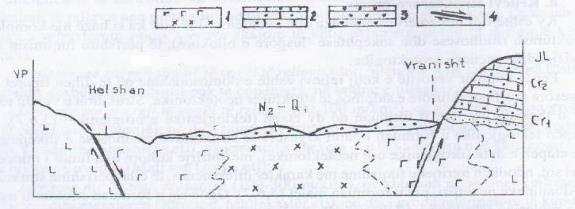 1 2 3 4
VP JL
Helshan Vranisht Cr₂
N₂-Q₁ Cr₁